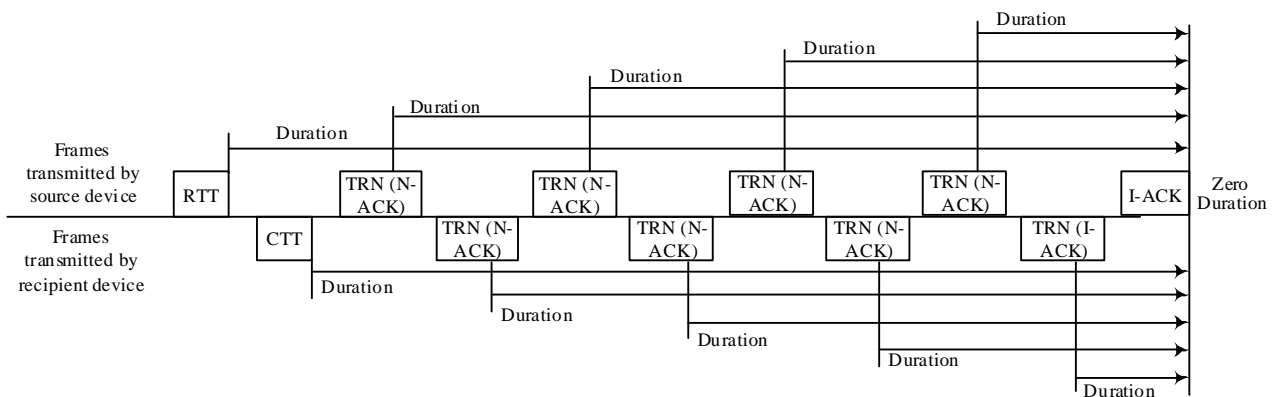 Duration
Duration
Duration
Duration
Duration
Frames
transmitted by
source device
RTT
TRN (N-
ACK)
TRN (N-
ACK)
TRN (N-
ACK)
TRN (N-
ACK)
I-ACK
Zero
Duration
Frames
transmitted by
recipient device
CTT
TRN (N-
ACK)
TRN (N-
ACK)
TRN (N-
ACK)
TRN (I-
ACK)
Duration
Duration
Duration
Duration
Duration